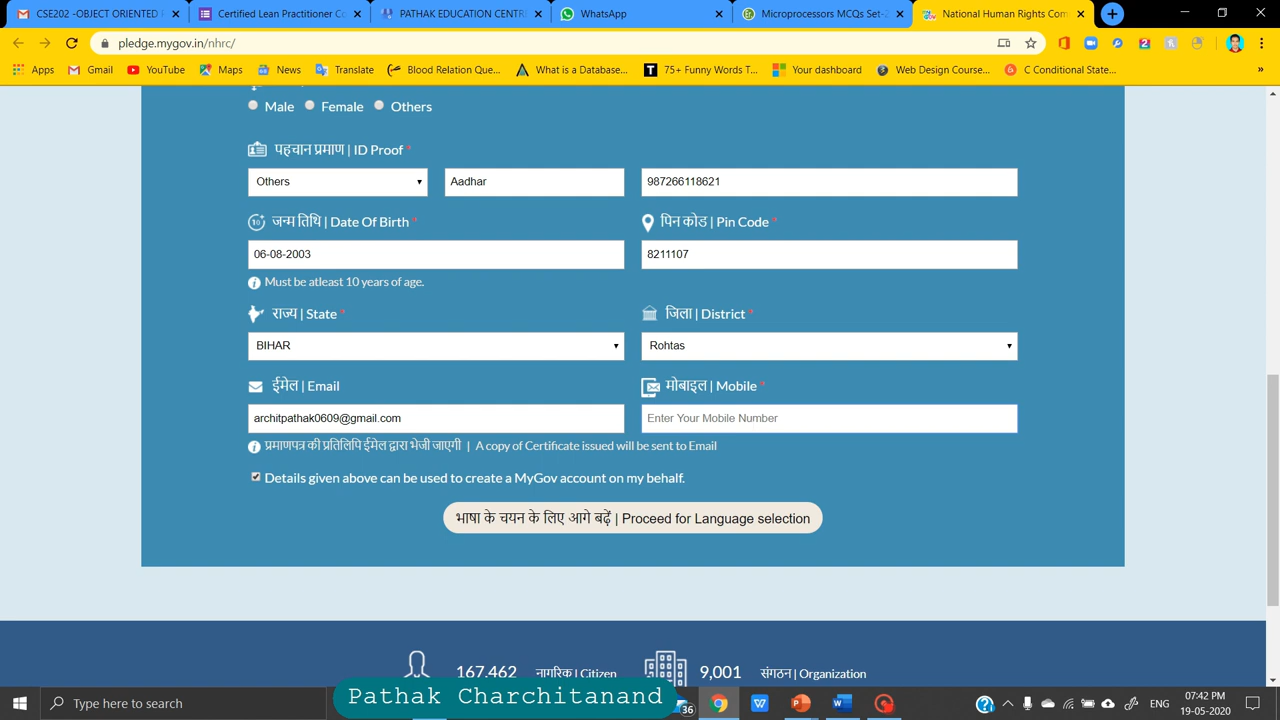 CSE202 -OBJECT ORIENTED P
Certified Lean Practitioner Co
PATHAK EDUCATION CENTR
WhatsApp
Microprocessors MCQs Set-2
National Human Rights Com
pledge.mygov.in/nhrc/
Apps
Gmail
YouTube
Maps
News
Translate
Blood Relation Que...
What is a Database...
75+ Funny Words T...
Your dashboard
Web Design Course...
C Conditional State...
»
Male Female Others
पहचान प्रमाण | ID Proof *
Others
Aadhar
987266118621
जन्म तिथि | Date Of Birth *
पिन कोड | Pin Code *
06-08-2003
8211107
Must be atleast 10 years of age.
राज्य | State *
जिला | District *
BIHAR
Rohtas
ईमेल | Email
मोबाइल | Mobile *
architpathak0609@gmail.com
Enter Your Mobile Number
प्रमाणपत्र की प्रतिलिपि ईमेल द्वारा भेजी जाएगी | A copy of Certificate issued will be sent to Email
Details given above can be used to create a MyGov account on my behalf.
भाषा के चयन के लिए आगे बढ़ें | Proceed for Language selection
167,462 नागरिक | Citizen
9,001 संगठन | Organization
Pathak Charchitanand
Type here to search
36
ENG
07:42 PM
19-05-2020